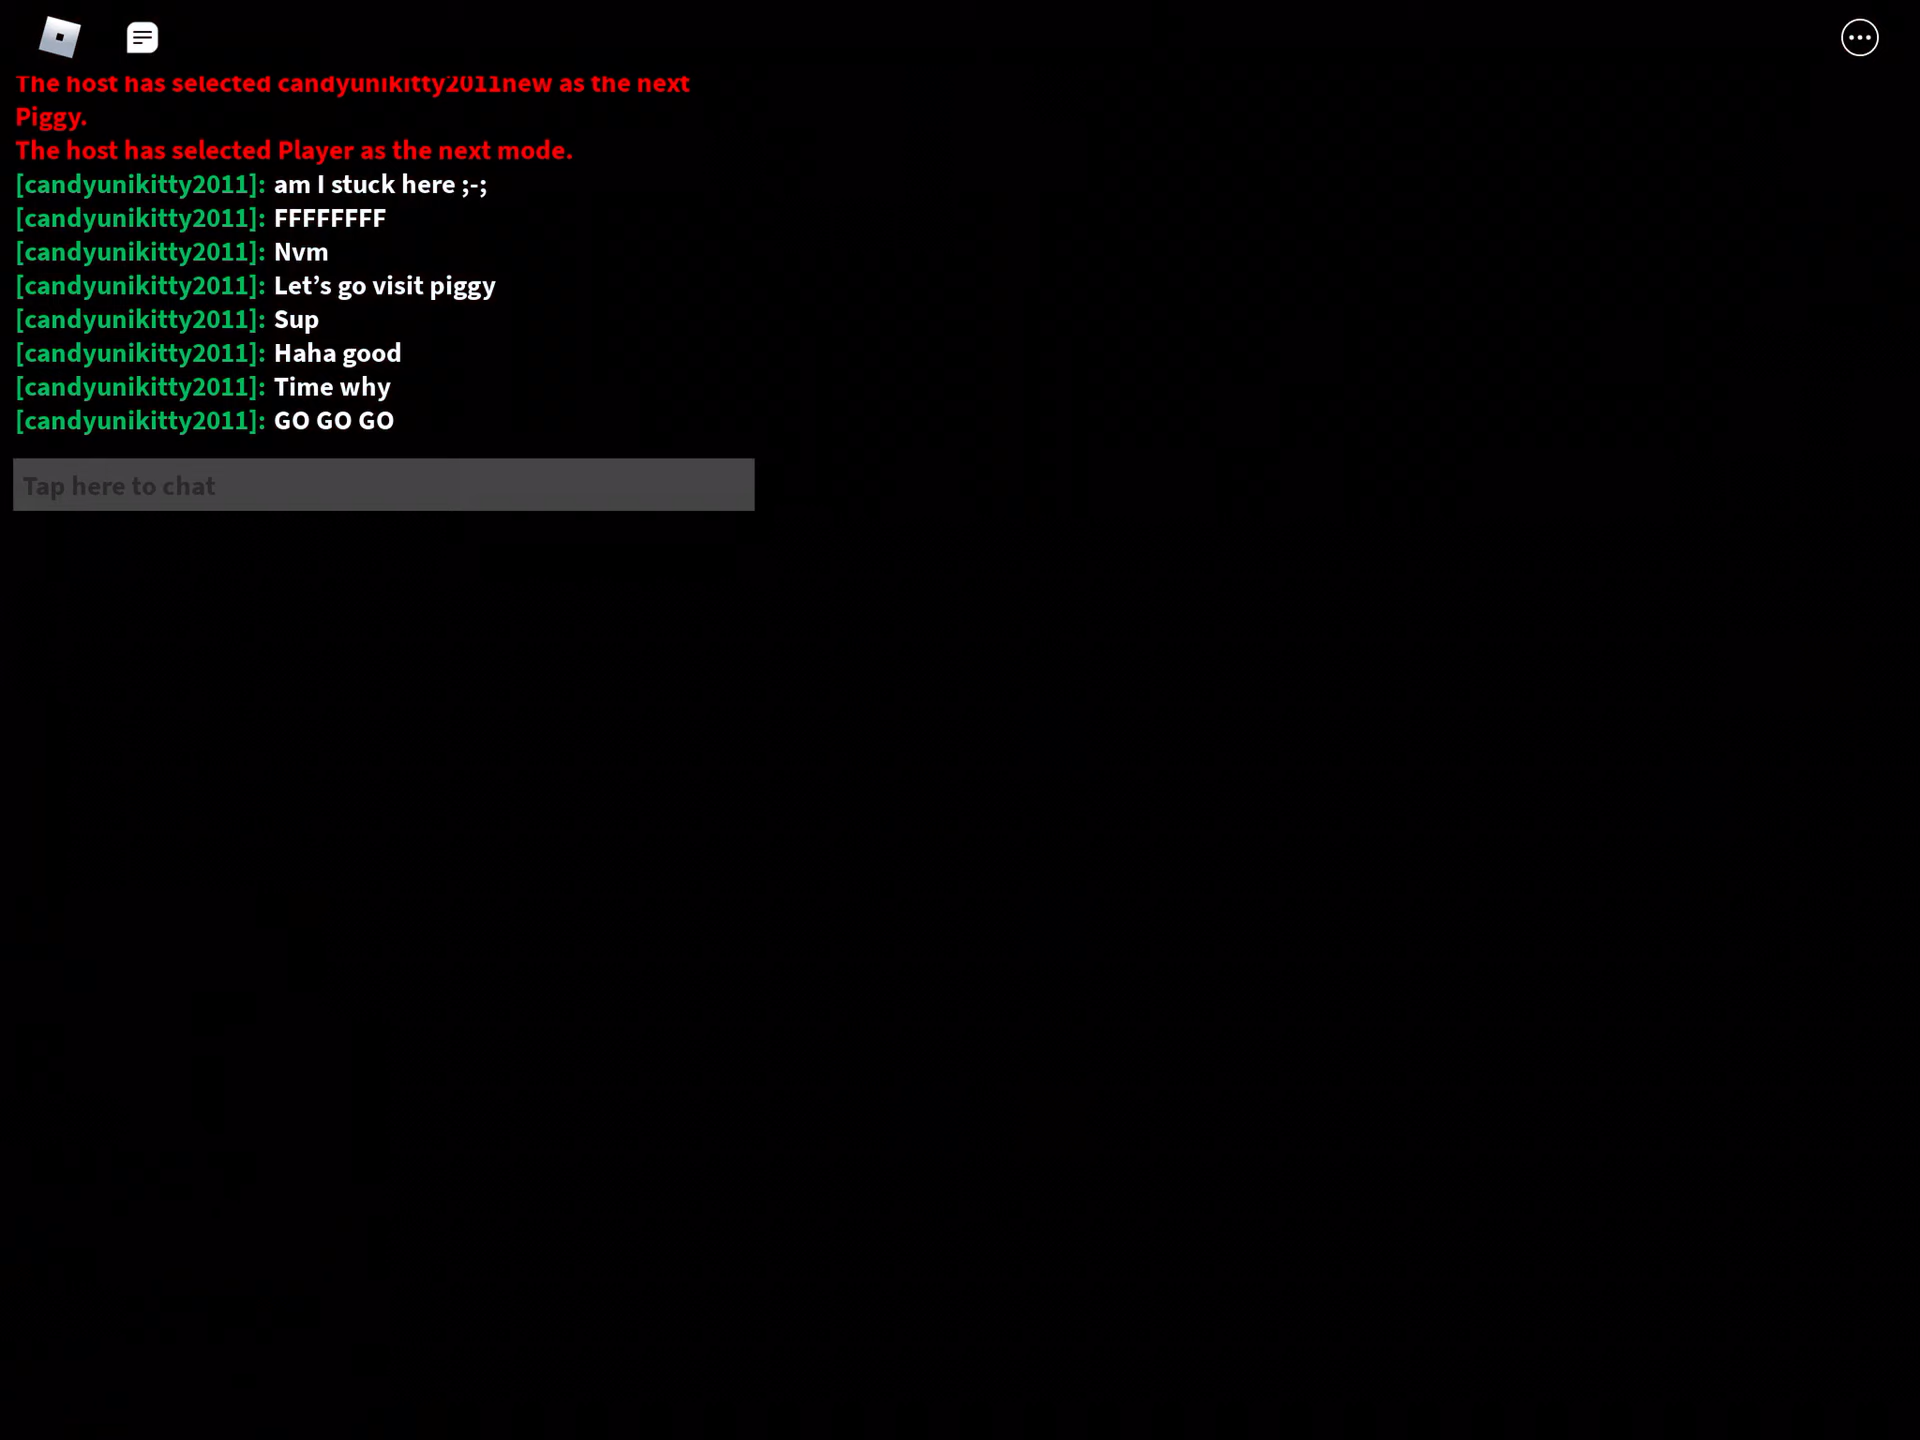 The host has selected candyunikitty2011new as the next
Piggy.
The host has selected Player as the next mode.
[candyunikitty2011]: am I stuck here ;-;
[candyunikitty2011]: FFFFFFFF
[candyunikitty2011]: Nvm
[candyunikitty2011]: Let’s go visit piggy
[candyunikitty2011]: Sup
[candyunikitty2011]: Haha good
[candyunikitty2011]: Time why
[candyunikitty2011]: GO GO GO
Tap here to chat